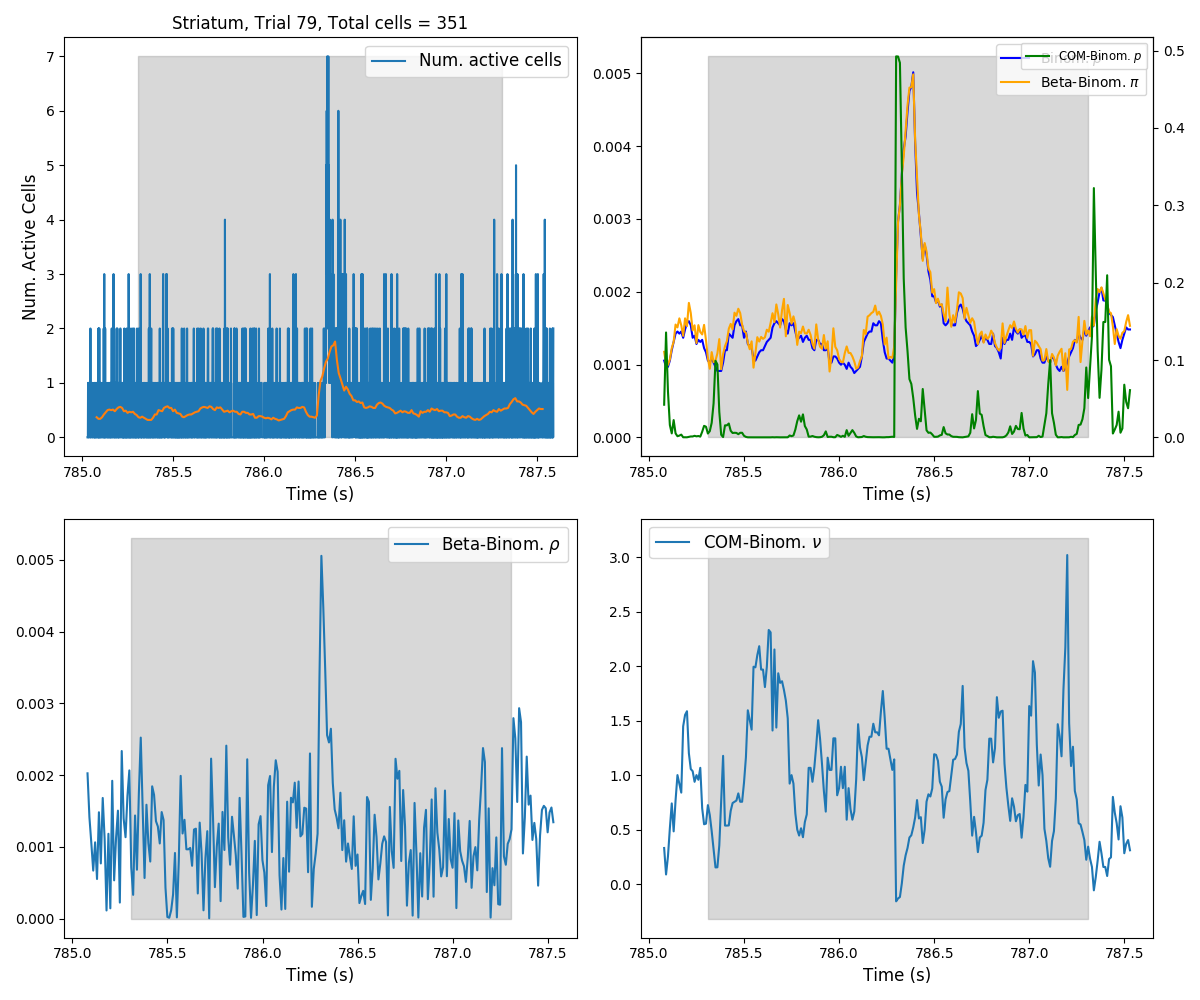 Striatum, Trial 79, Total cells = 351
Num. Active Cells
7
6
5
4
3
2
1
0
Num. active cells
785.0 785.5 786.0 786.5 787.0 787.5
Time (s)
0.005
0.004
0.003
0.002
0.001
0.000
COM-Binom. p
Beta-Binom. π
0.5
0.4
0.3
0.2
0.1
0.0
785.0 785.5 786.0 786.5 787.0 787.5
Time (s)
0.005
0.004
0.003
0.002
0.001
0.000
Beta-Binom. ρ
785.0 785.5 786.0 786.5 787.0 787.5
Time (s)
3.0
2.5
2.0
1.5
1.0
0.5
0.0
COM-Binom. ν
785.0 785.5 786.0 786.5 787.0 787.5
Time (s)